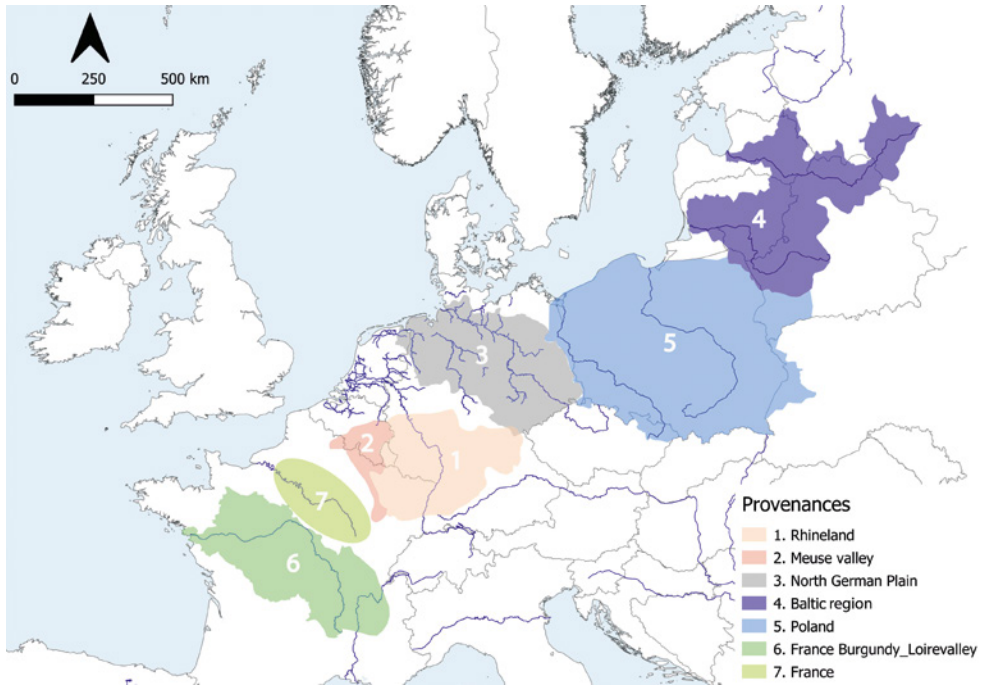 0 250 500 km
4
5
3
2
1
7
6
Provenances
1. Rhineland
2. Meuse valley
3. North German Plain
4. Baltic region
5. Poland
6. France Burgundy_Loirevalley
7. France